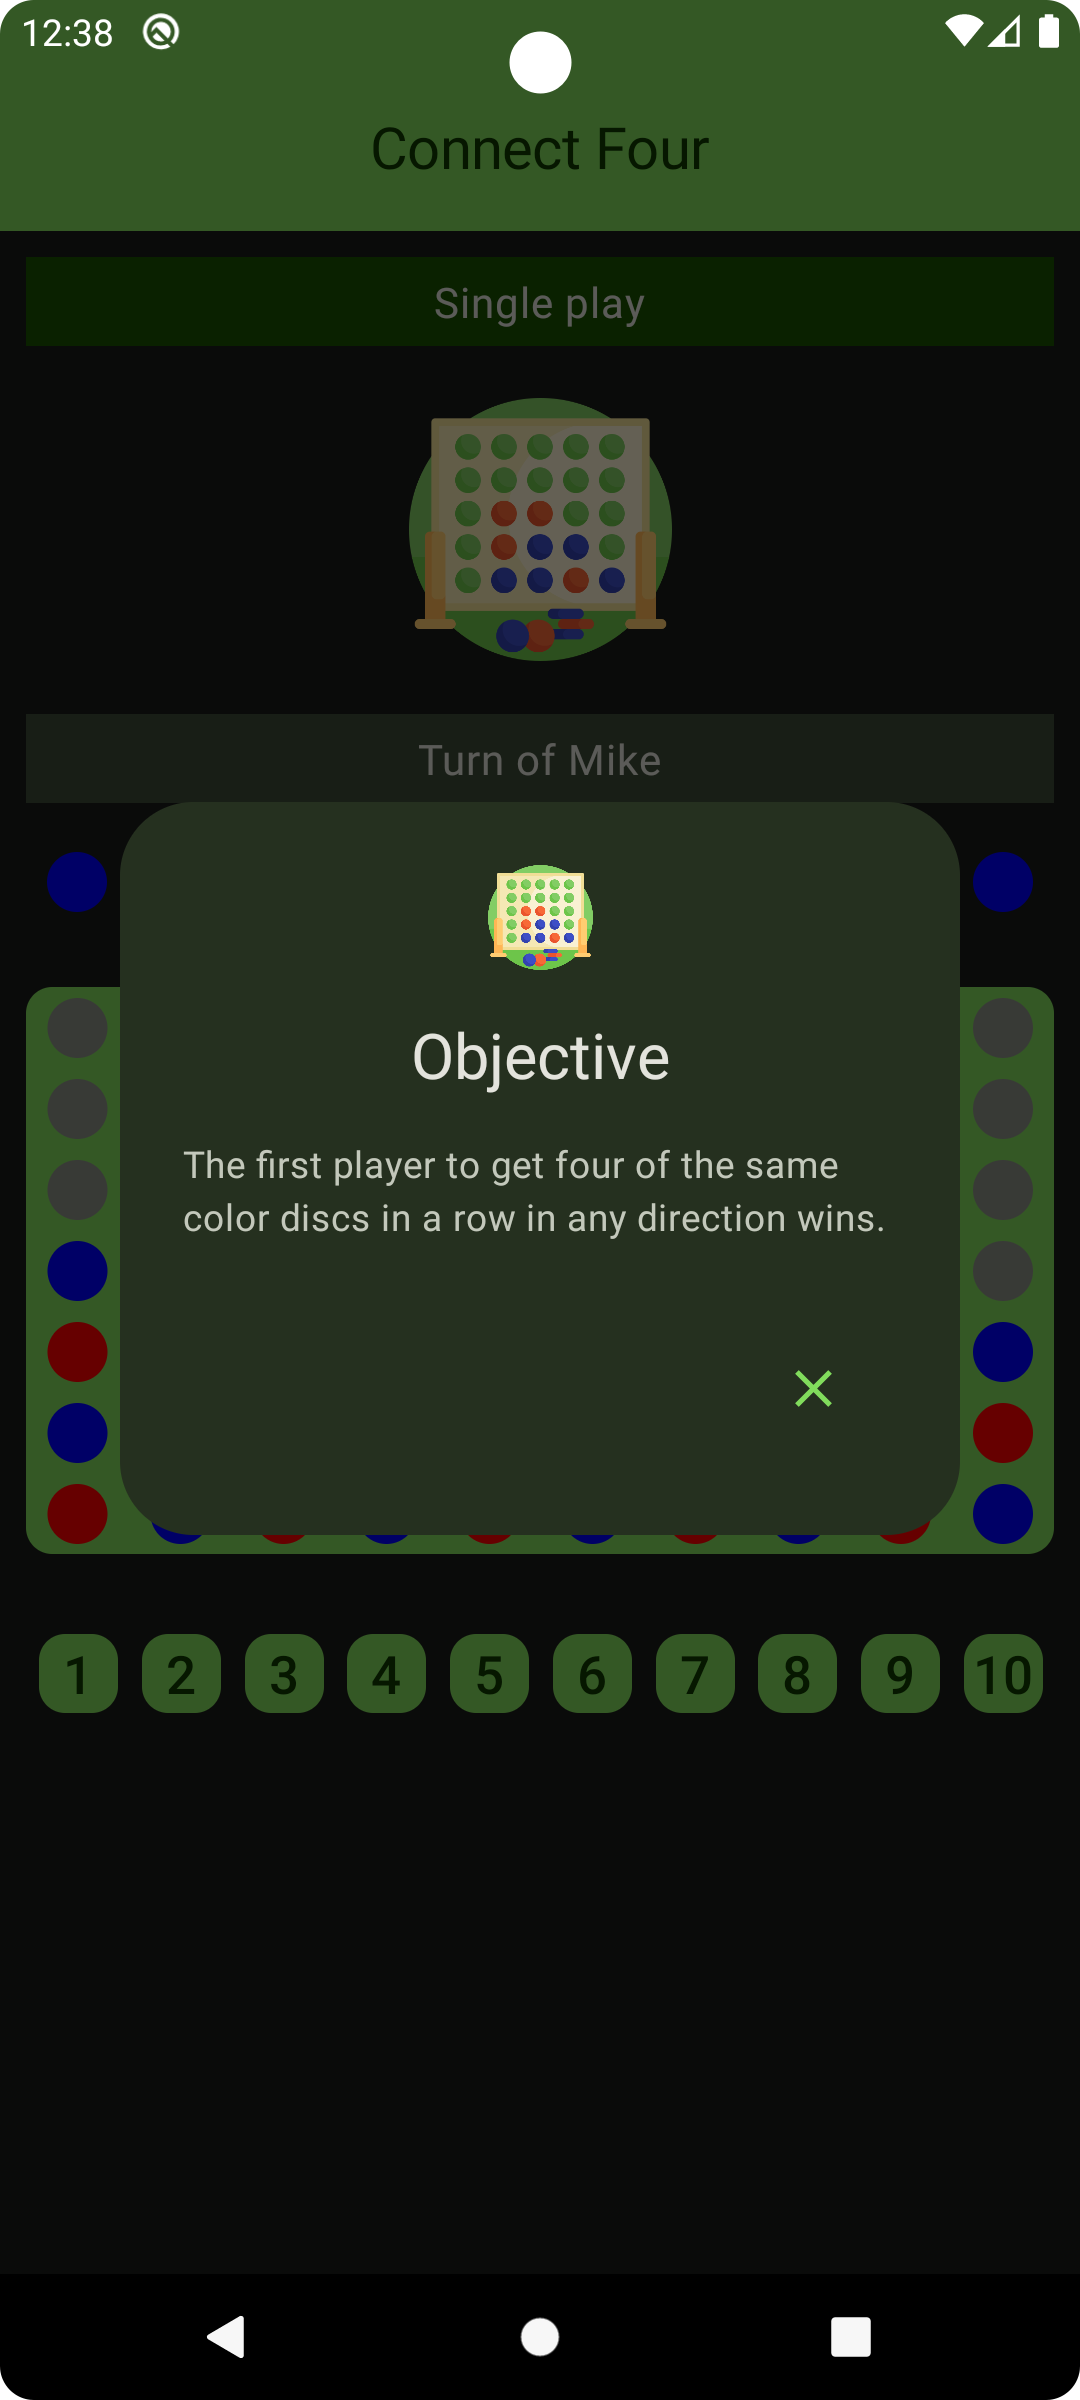 12:38
Connect Four
Single play
Turn of Mike
Objective
The first player to get four of the same
color discs in a row in any direction wins.
1 2 3 4 5 6 7 8 9 10